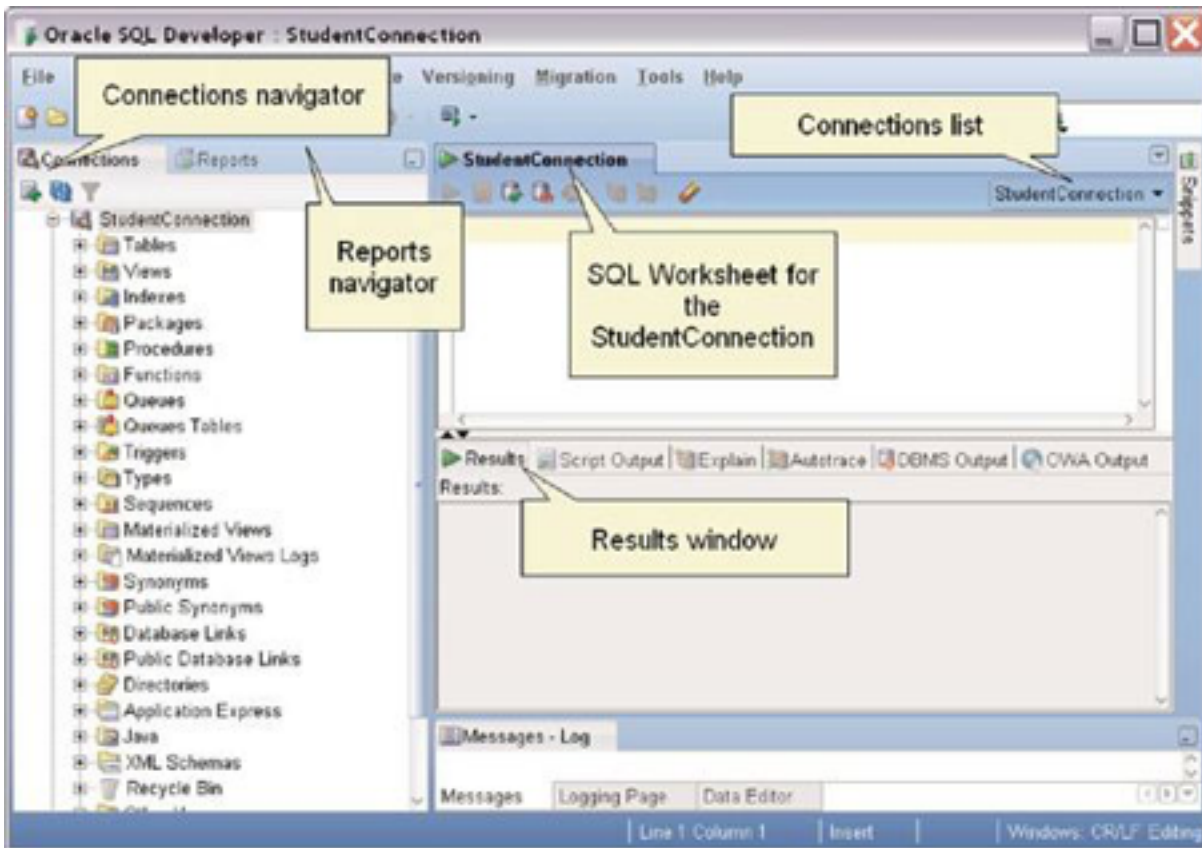 Oracle SQL Developer : StudentConnection
File
e Versioning Migration Tools Help
Connections navigator
Connections list
Connections
Reports
StudentConnection
StudentConnection
Snippets
StudentConnection
Tables
Views
Indexes
Packages
Procedures
Functions
Queues
Queues Tables
Triggers
Types
Sequences
Materialized Views
Materialized Views Logs
Synonyms
Public Synonyms
Database Links
Public Database Links
Directories
Application Express
Java
XML Schemas
Recycle Bin
Reports
navigator
SQL Worksheet for
the
StudentConnection
Results Script Output Explain Autotrace DBMS Output OWA Output
Results:
Results window
Messages - Log
Messages Logging Page Data Editor
Line 1 Column 1 Insert Windows: CR/LF Editing